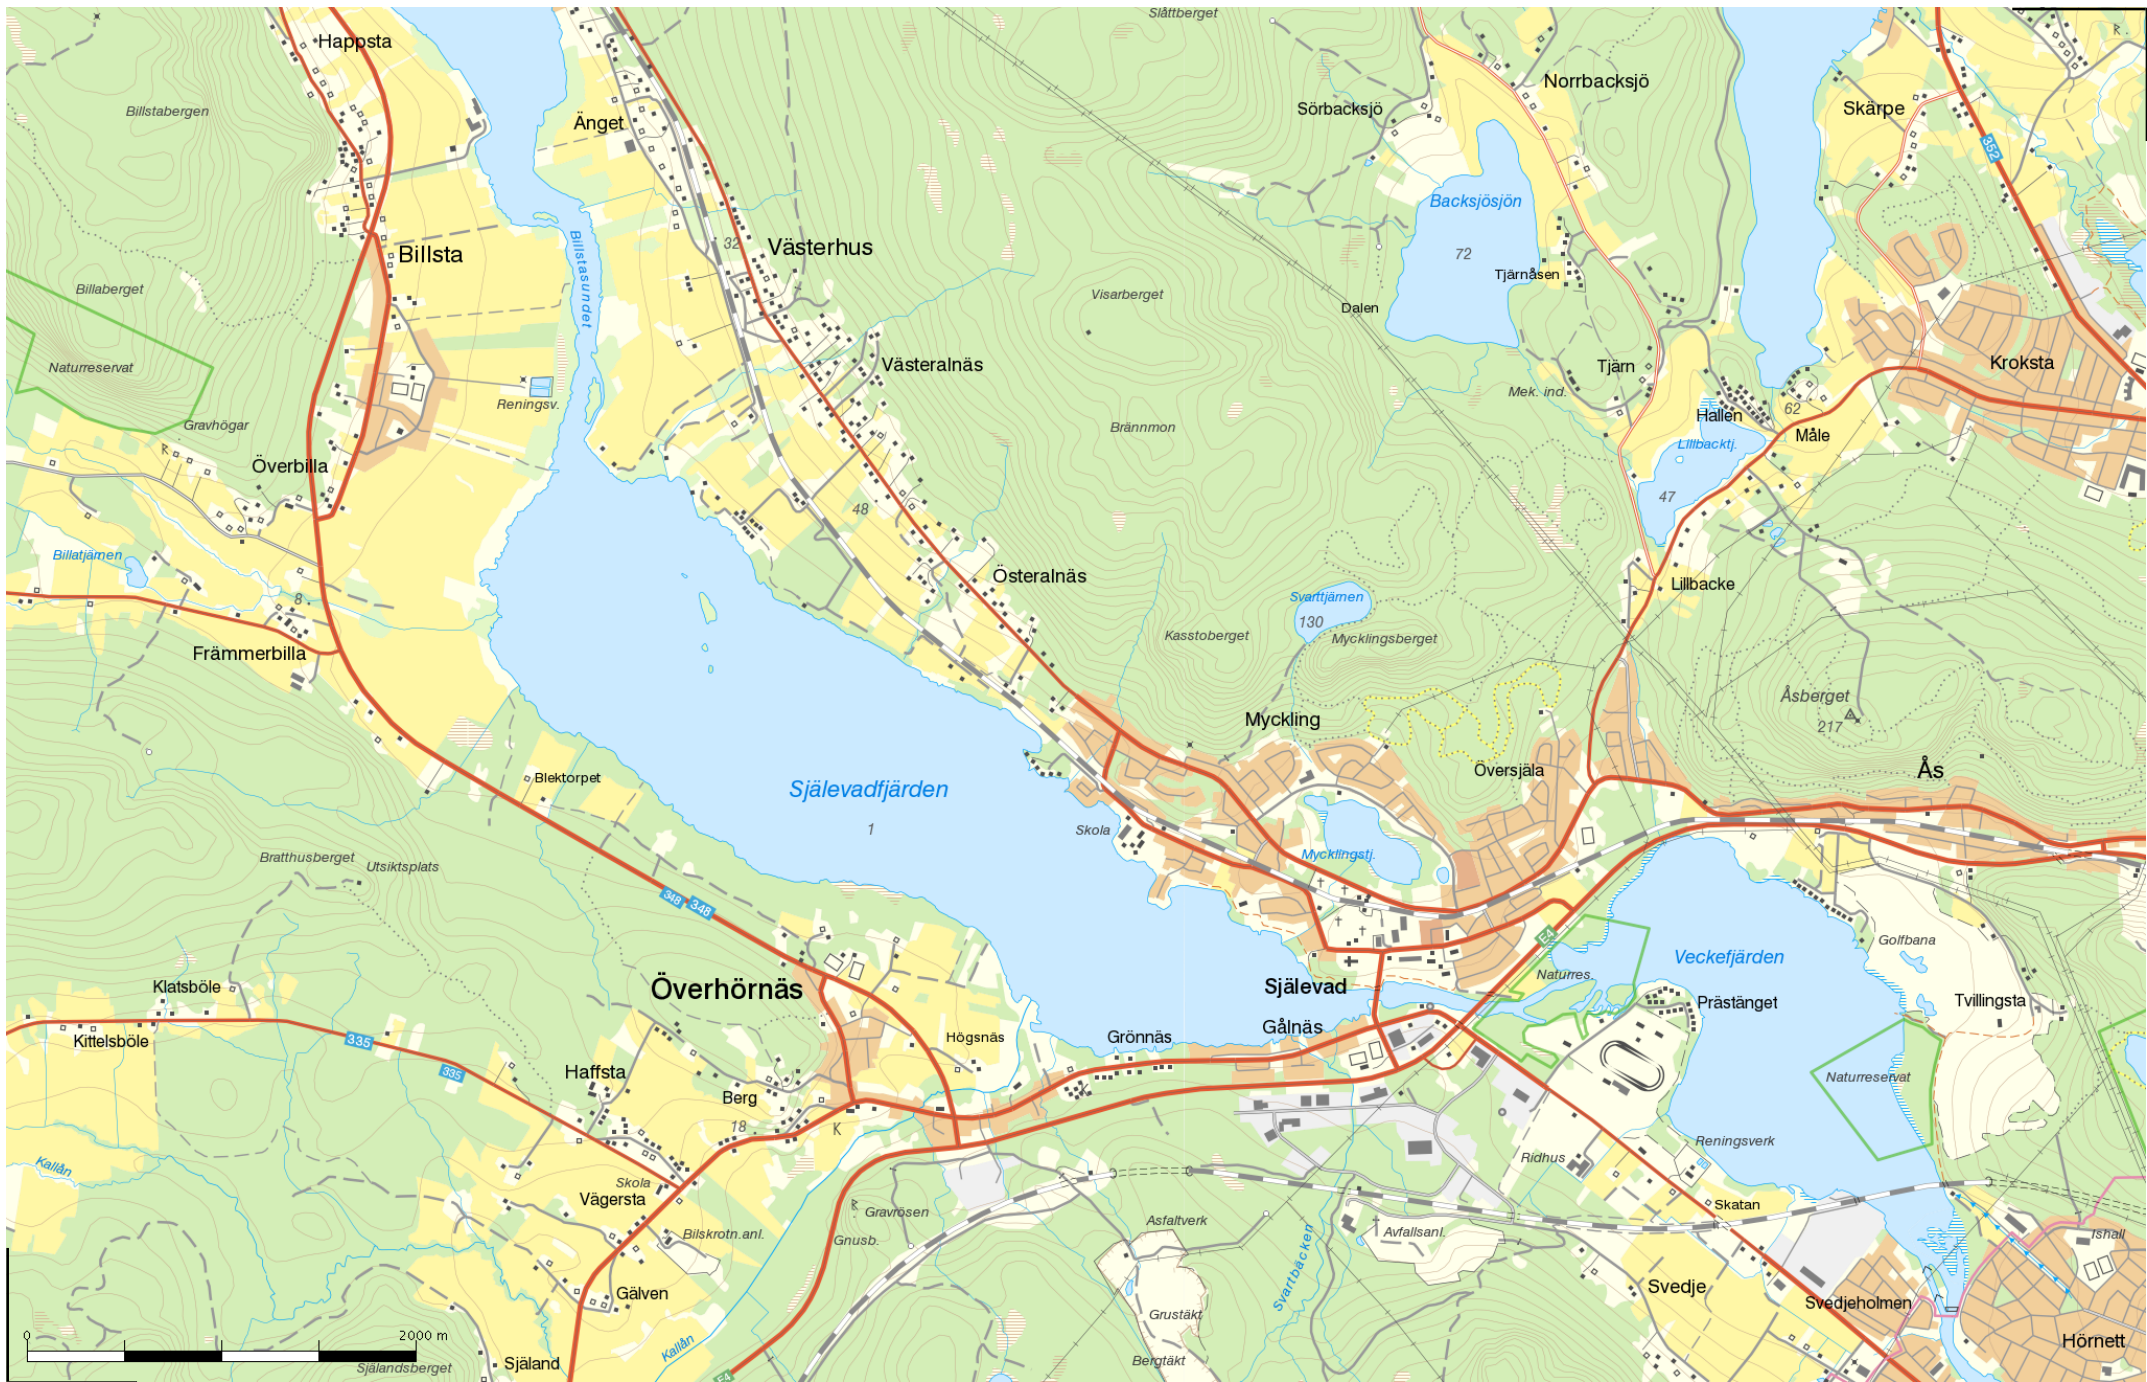 Happsta
Slåttberget
Norrbacksjö
Sörbacksjö
Skärpe
Billstabergen
Änget
352
Backsjösjön
Billstasundet
32
Västerhus
Billsta
72
Tjärnåsen
Billaberget
Visarberget
Dalen
Naturreservat
Västeralnäs
Tjärn
Kroksta
Mek. ind.
Reningsv.
Hallen
62
Gravhögar
Brännmon
Måle
Lillbacktj.
Överbilla
47
48
Billatjärnen
Österalnäs
Lillbacke
8
Svarttjärnen
130
Kasstoberget
Mycklingsberget
Främmerbilla
Åsberget
217
Myckling
Översjäla
Ås
Blektorpet
Själevadfjärden
1
Skola
Mycklingstj.
Bratthusberget
Utsiktsplats
348
348
E4
Golfbana
Veckefjärden
Naturres.
Klatsböle
Överhörnäs
Själevad
Prästänget
Tvillingsta
Gålnäs
Kittelsböle
335
Högsnäs
Grönnäs
335
Haffsta
Naturreservat
Berg
18
K
K
Reningsverk
Ridhus
Kallån
Skola
Vägersta
Skatan
Gravrösen
Asfaltverk
Bilskrotn.anl.
Gnusb.
Avfallsanl.
Ishall
Svartbäcken
Gälven
Svedje
Svedjeholmen
Grustäkt
0
2000 m
Hörnett
Kallån
Själand
Själandsberget
Bergtäkt
E4